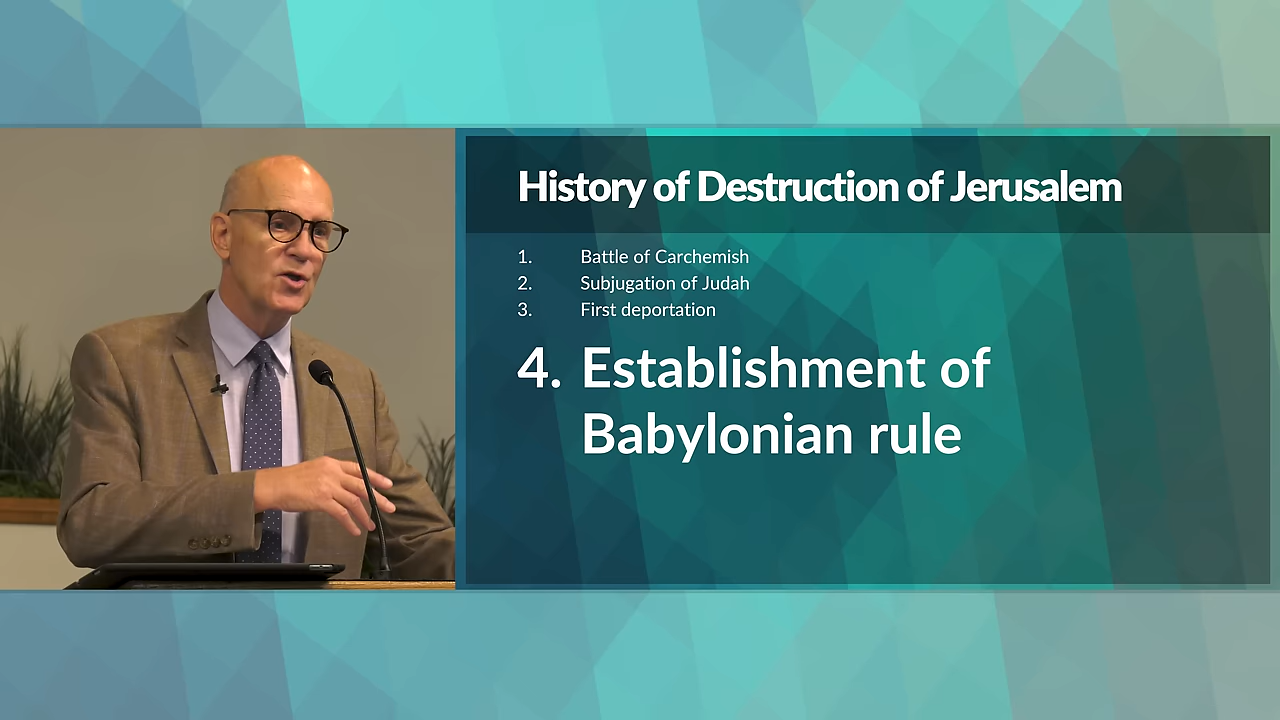 History of Destruction of Jerusalem
1. Battle of Carchemish
2. Subjugation of Judah
3. First deportation
4. Establishment of
Babylonian rule